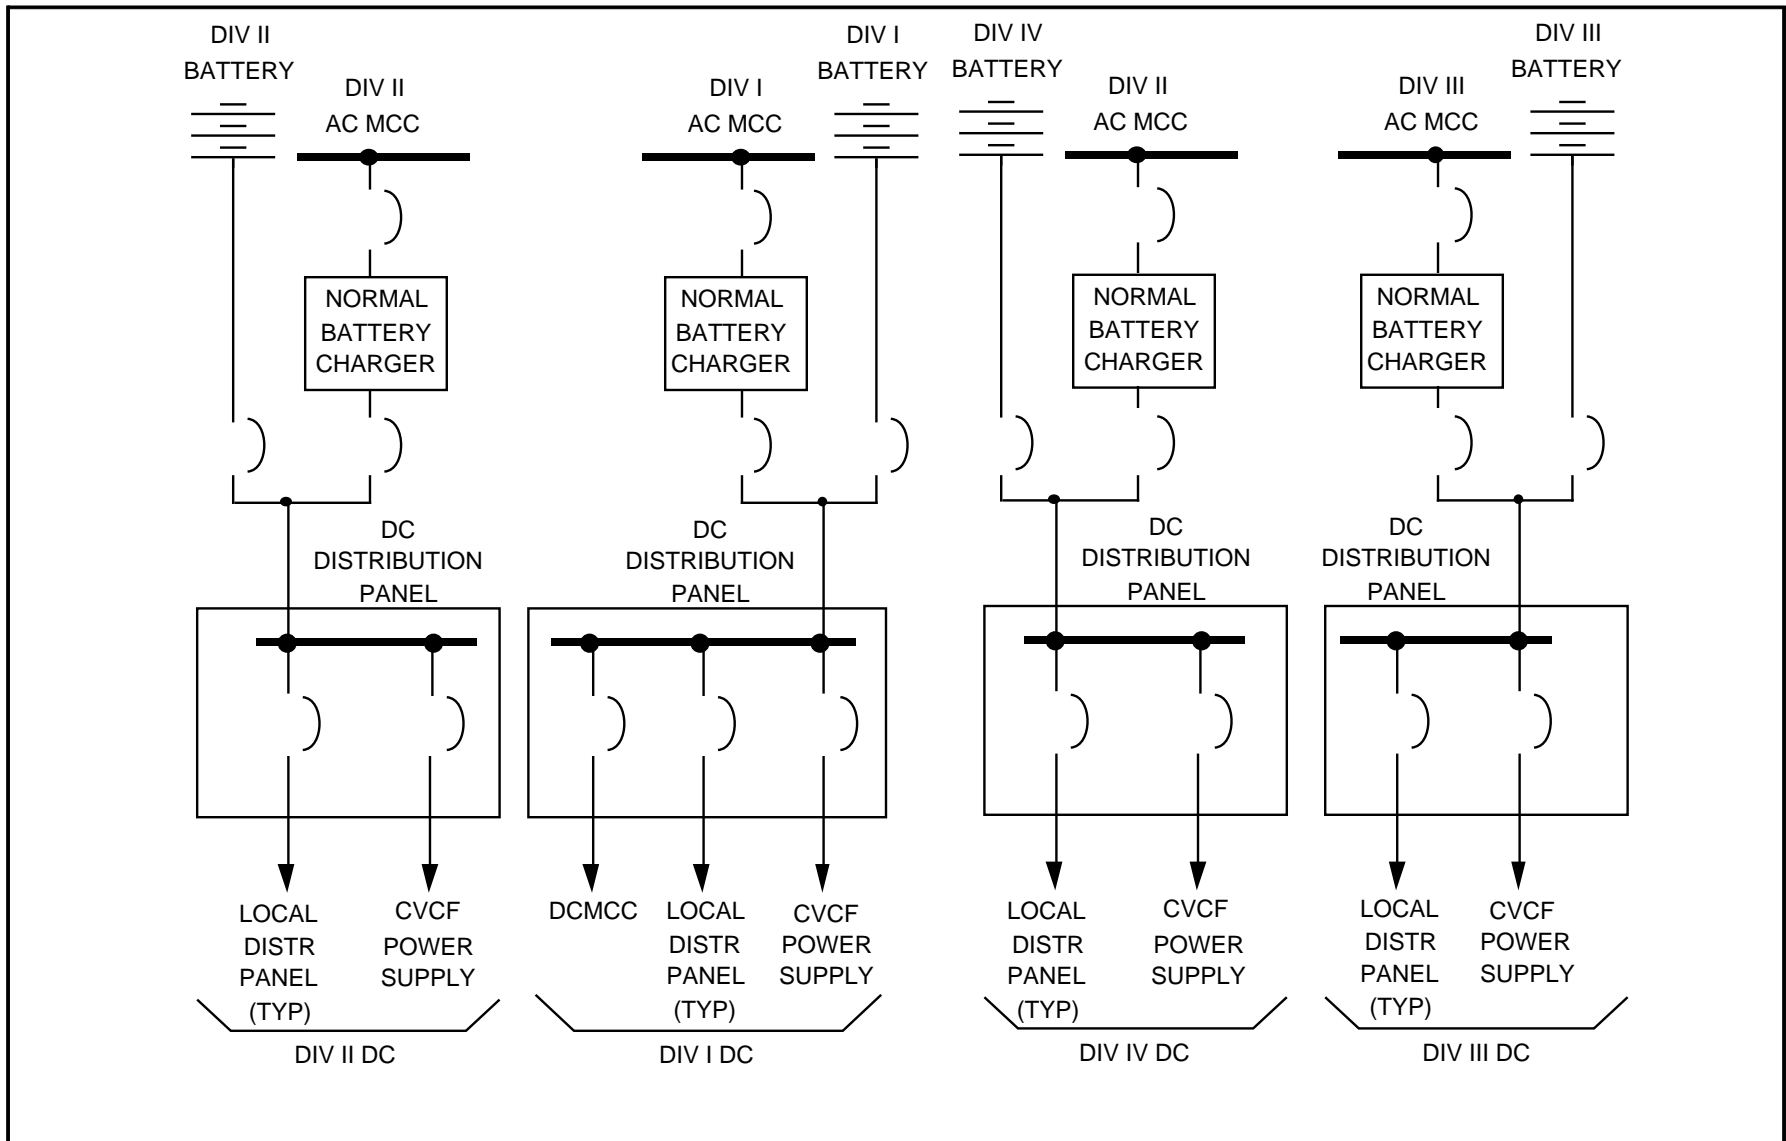 DIV II
BATTERY
DIV II
AC MCC
NORMAL
BATTERY
CHARGER
DC
DISTRIBUTION
PANEL
LOCAL
DISTR
PANEL
(TYP)
CVCF
POWER
SUPPLY
DIV II DC
DIV I
AC MCC
DIV I
BATTERY
NORMAL
BATTERY
CHARGER
DC
DISTRIBUTION
PANEL
DCMCC
LOCAL
DISTR
PANEL
(TYP)
CVCF
POWER
SUPPLY
DIV I DC
DIV IV
BATTERY
DIV II
AC MCC
NORMAL
BATTERY
CHARGER
DC
DISTRIBUTION
PANEL
LOCAL
DISTR
PANEL
(TYP)
CVCF
POWER
SUPPLY
DIV IV DC
DIV III
AC MCC
DIV III
BATTERY
NORMAL
BATTERY
CHARGER
DC
DISTRIBUTION
PANEL
LOCAL
DISTR
PANEL
(TYP)
CVCF
POWER
SUPPLY
DIV III DC